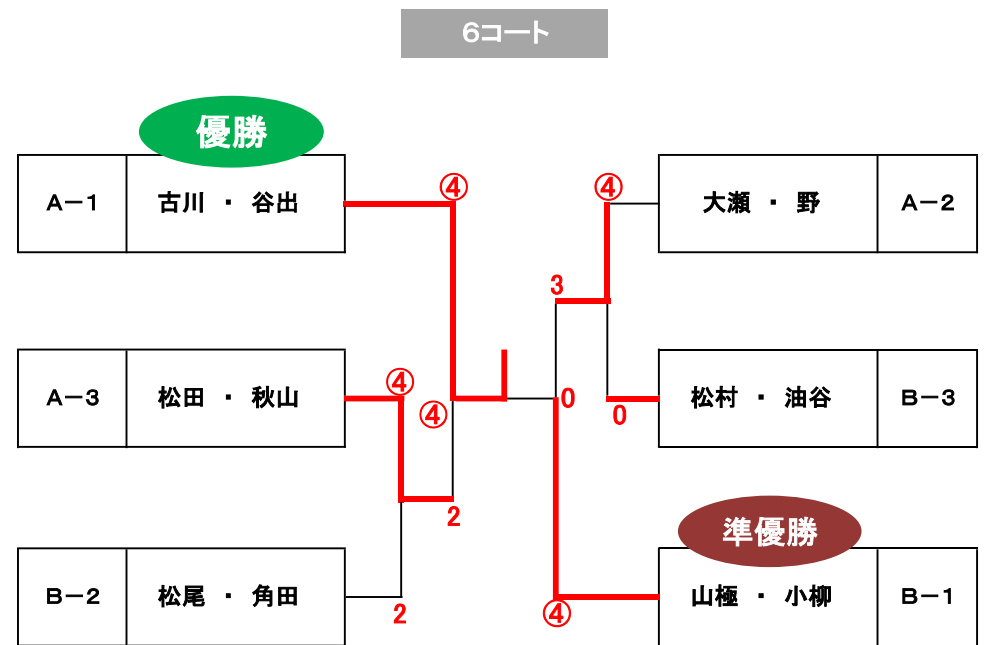 6コート
優勝
A－1 古川 ・ 谷出
④
④
大瀬 ・ 野 A－2
3
A－3 松田 ・ 秋山
④
④
0
0
松村 ・ 油谷 B－3
2
準優勝
B－2 松尾 ・ 角田
2
④
山極 ・ 小柳 B－1